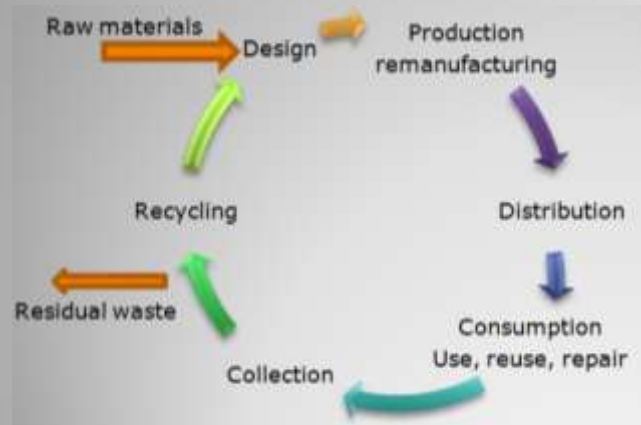 Raw materials
Design
Production
remanufacturing
Distribution
Consumption
Use, reuse, repair
Collection
Recycling
Residual waste